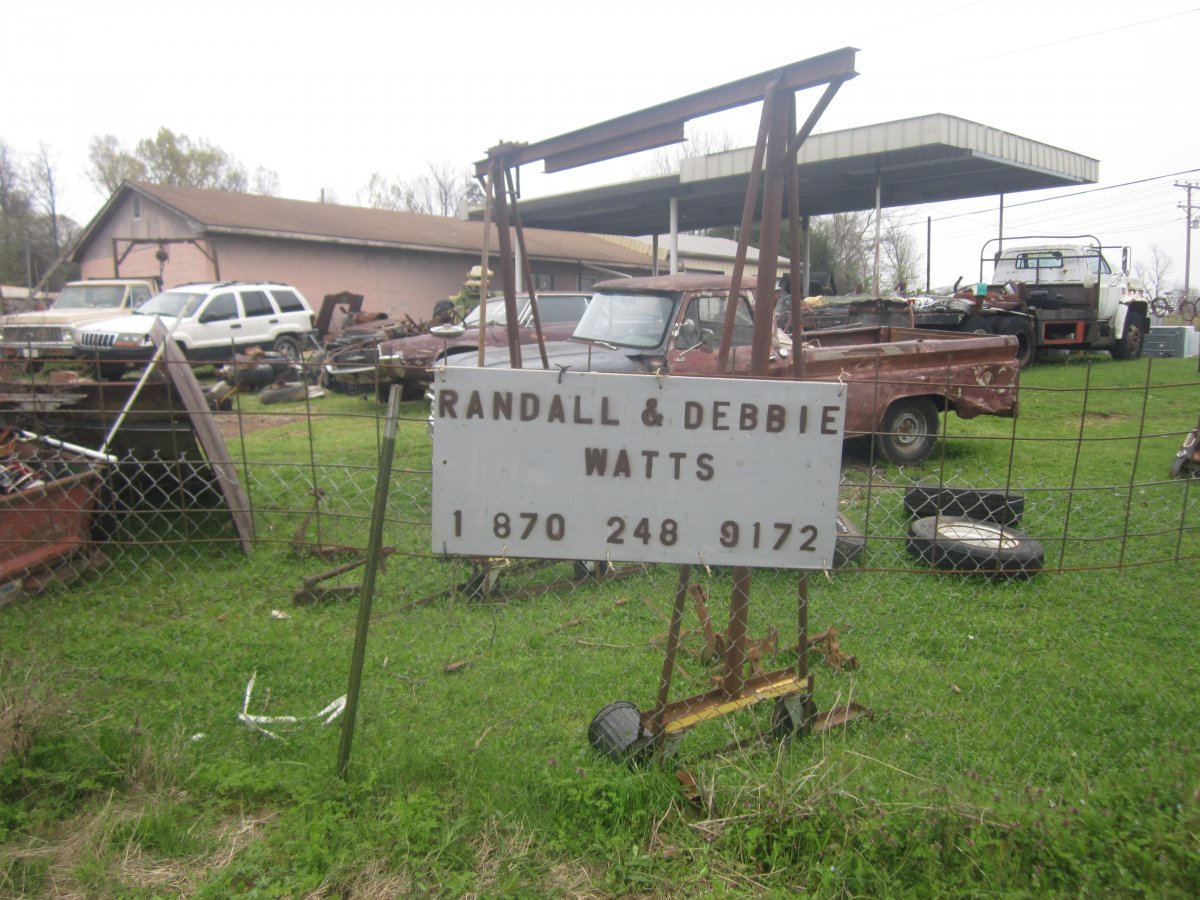 RANDALL & DEBBIE
WATTS
1 870 248 9172